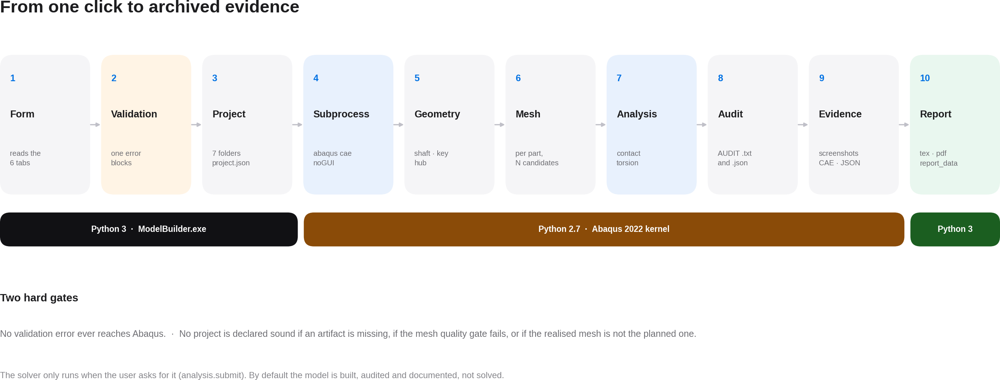 From one click to archived evidence
1
Form
reads the
6 tabs
2
Validation
one error
blocks
3
Project
7 folders
project.json
4
Subprocess
abaqus cae
noGUI
5
Geometry
shaft · key
hub
6
Mesh
per part,
N candidates
7
Analysis
contact
torsion
8
Audit
AUDIT .txt
and .json
9
Evidence
screenshots
CAE · JSON
10
Report
tex · pdf
report_data
Python 3 · ModelBuilder.exe
Python 2.7 · Abaqus 2022 kernel
Python 3
Two hard gates
No validation error ever reaches Abaqus. · No project is declared sound if an artifact is missing, if the mesh quality gate fails, or if the realised mesh is not the planned one.
The solver only runs when the user asks for it (analysis.submit). By default the model is built, audited and documented, not solved.